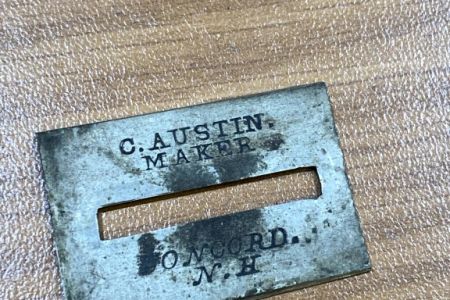 C. AUSTIN.
MAKER
CONCORD.
N.H